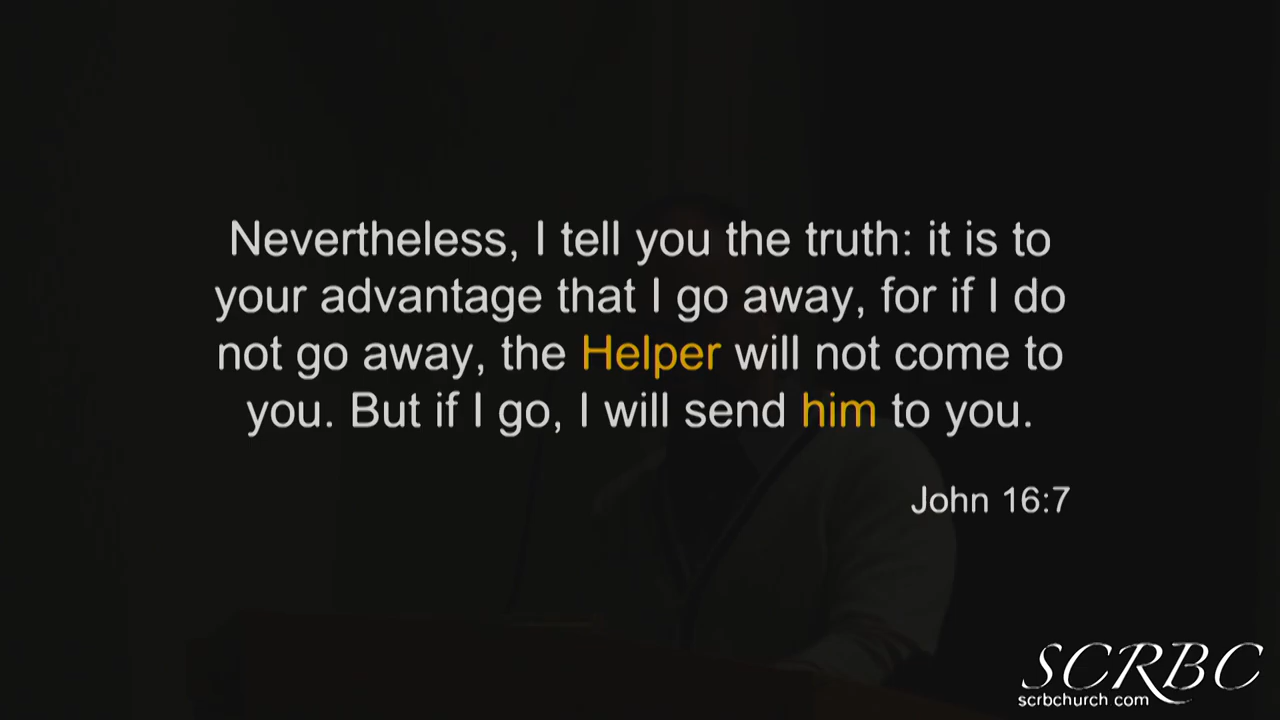 Nevertheless, I tell you the truth: it is to
your advantage that I go away, for if I do
not go away, the Helper will not come to
you. But if I go, I will send him to you.
John 16:7
SCRBC
scrbchurch com